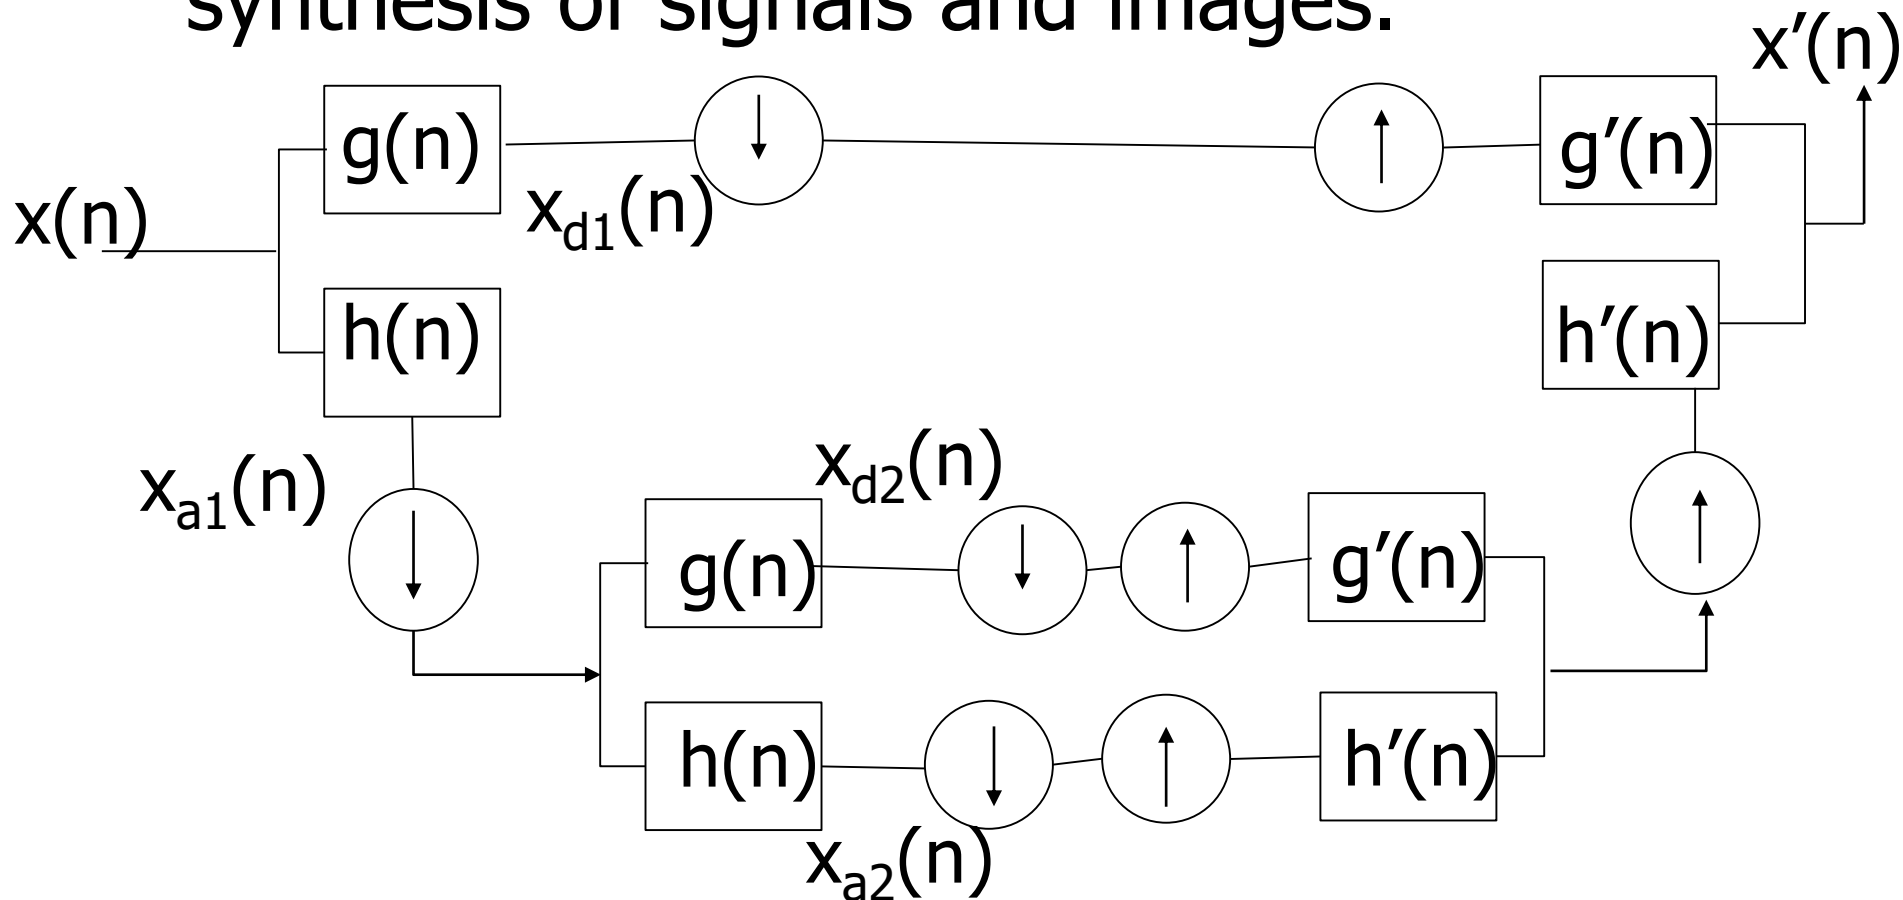 synthesis of signals and images.
x′(n)
g(n)
g′(n)
x(n)
x_d1(n)
h(n)
h′(n)
x_a1(n)
x_d2(n)
g(n)
g′(n)
h(n)
h′(n)
x_a2(n)